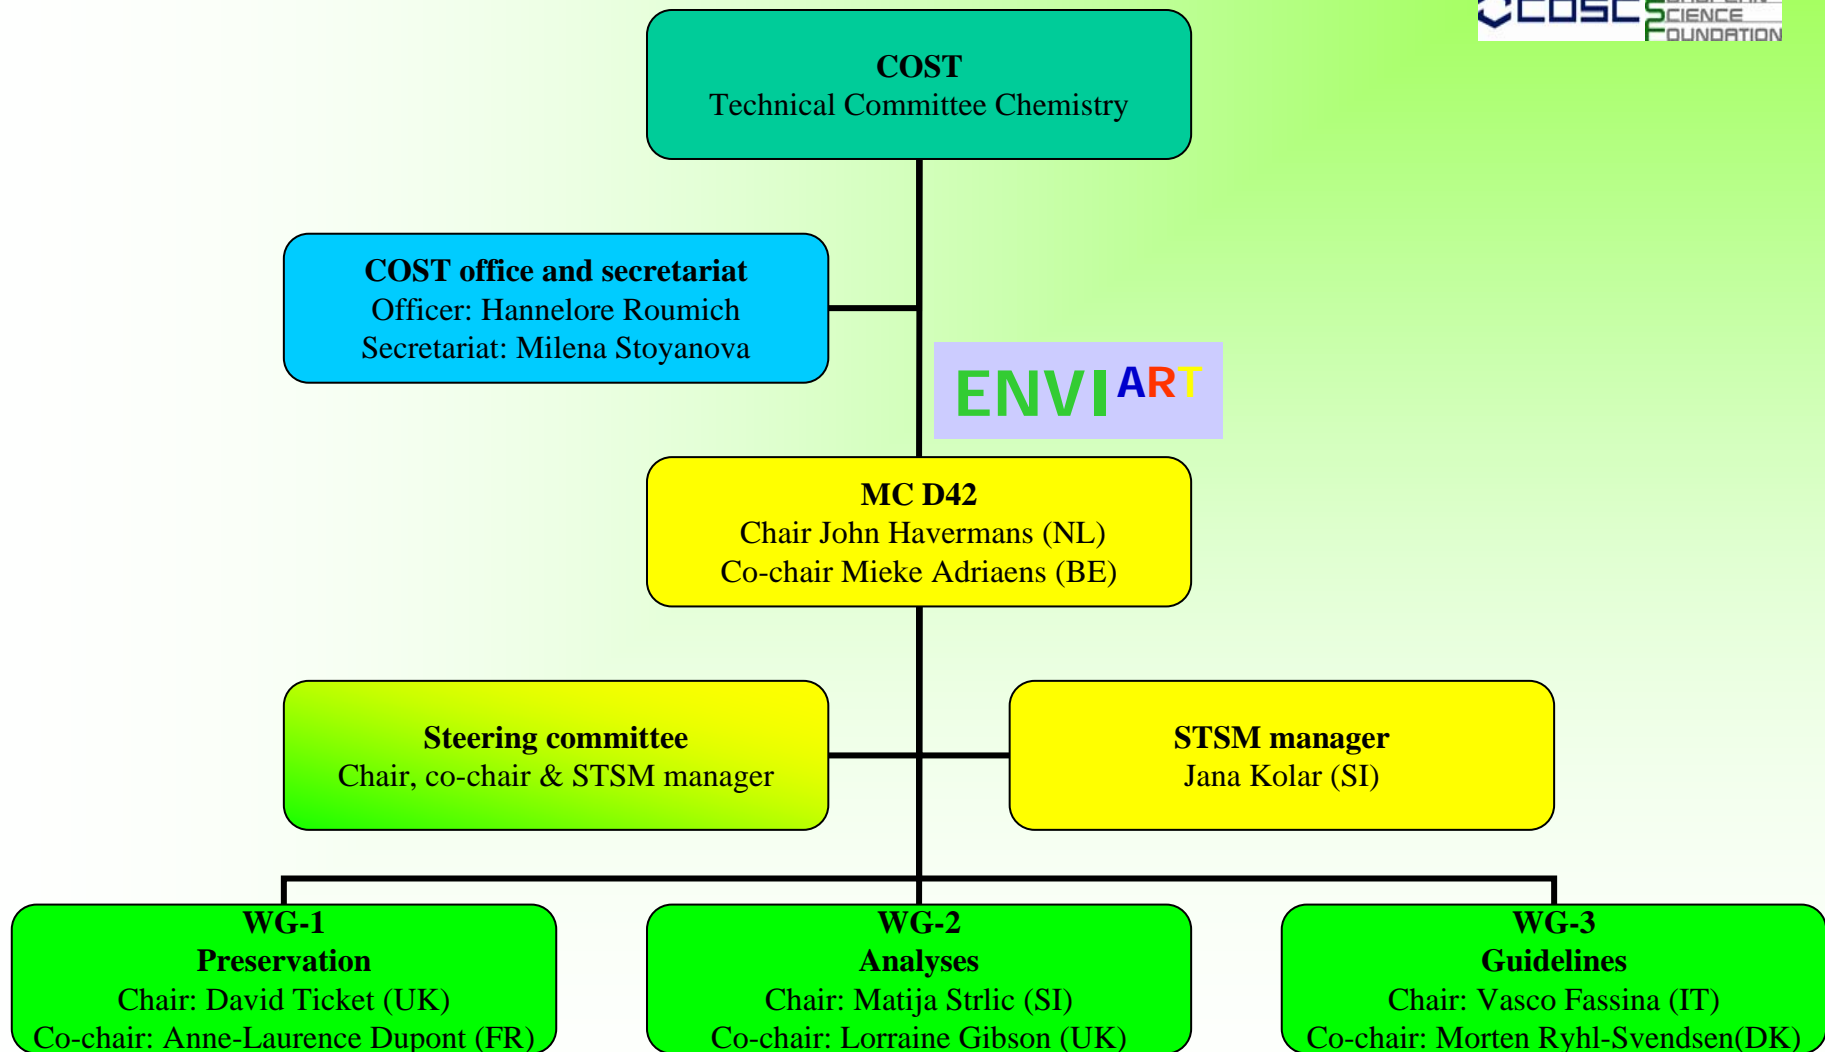 COST
SCIENCE
FOUNDATION
COST
Technical Committee Chemistry
COST office and secretariat
Officer: Hannelore Roumich
Secretariat: Milena Stoyanova
ENVIART
MC D42
Chair John Havermans (NL)
Co-chair Mieke Adriaens (BE)
Steering committee
Chair, co-chair & STSM manager
STSM manager
Jana Kolar (SI)
WG-1
Preservation
Chair: David Ticket (UK)
Co-chair: Anne-Laurence Dupont (FR)
WG-2
Analyses
Chair: Matija Strlic (SI)
Co-chair: Lorraine Gibson (UK)
WG-3
Guidelines
Chair: Vasco Fassina (IT)
Co-chair: Morten Ryhl-Svendsen(DK)